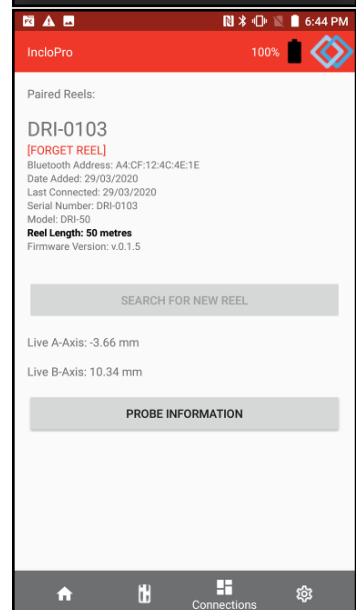 6:44 PM
IncloPro
100%
Paired Reels:
DRI-0103
[FORGET REEL]
Bluetooth Address: A4:CF:12:4C:4E:1E
Date Added: 29/03/2020
Last Connected: 29/03/2020
Serial Number: DRI-0103
Model: DRI-50
Reel Length: 50 metres
Firmware Version: v.0.1.5
SEARCH FOR NEW REEL
Live A-Axis: -3.66 mm
Live B-Axis: 10.34 mm
PROBE INFORMATION
Connections